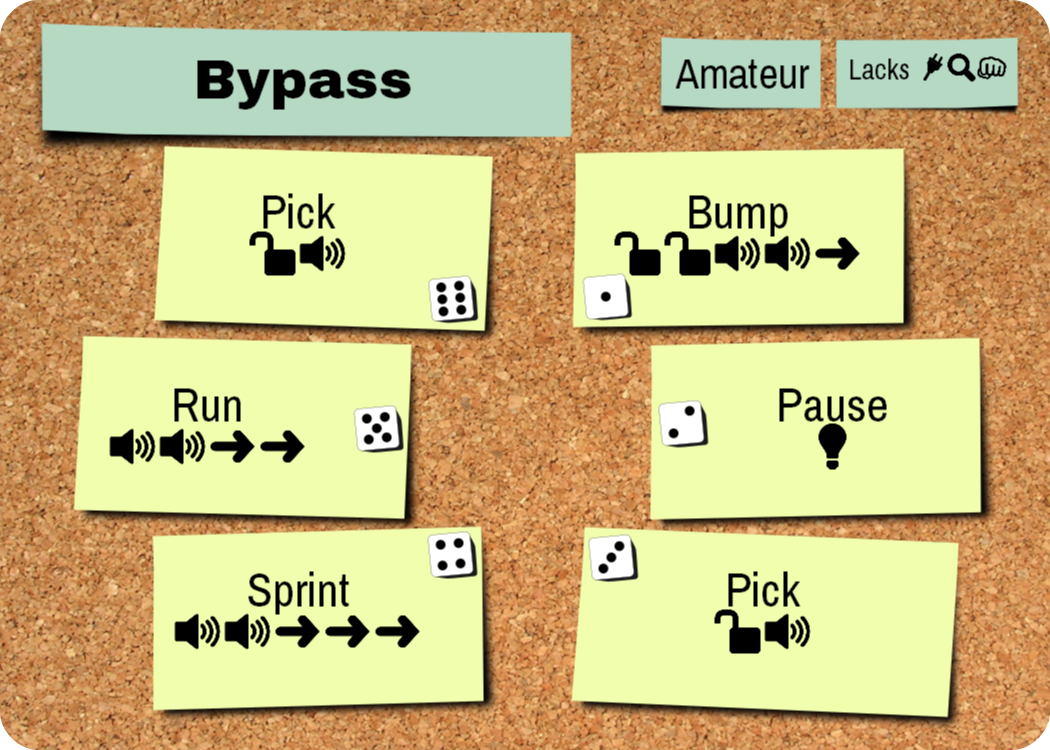 Bypass
Amateur
Lacks
Pick
Bump
Run
Pause
Sprint
Pick